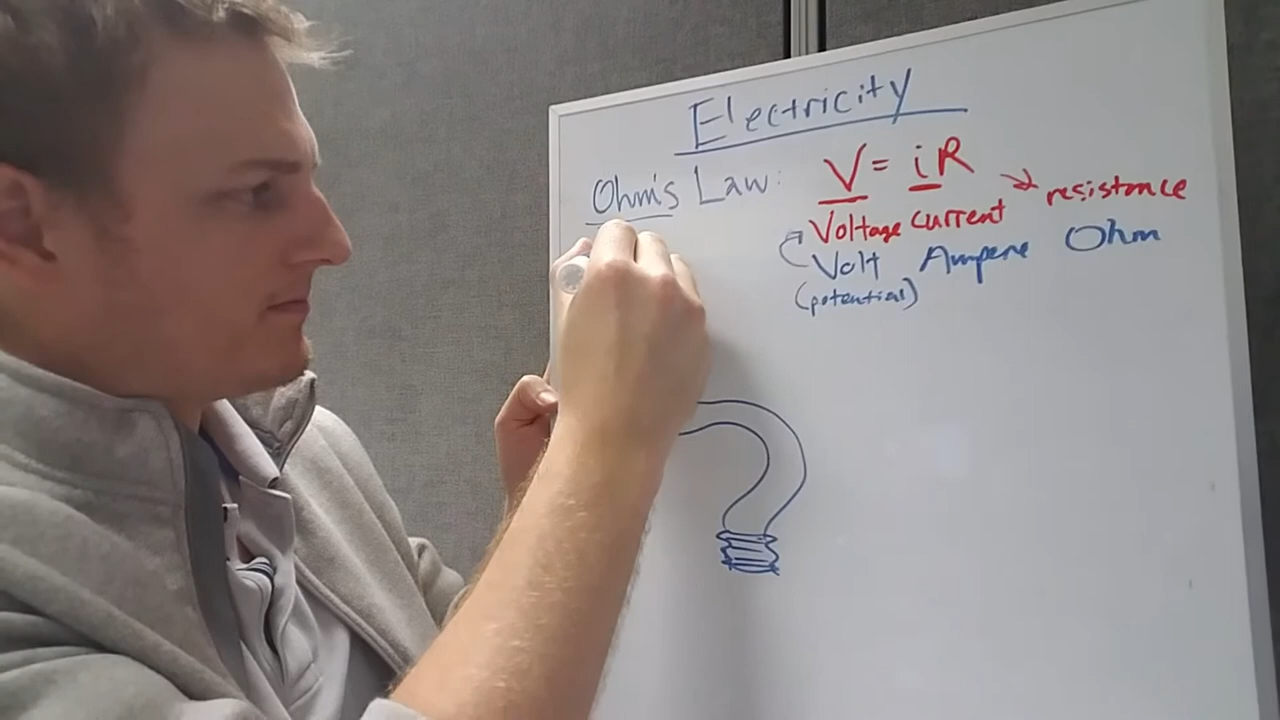 Electricity
Ohm's Law: V = iR → resistance
Voltage Current
Volt Ampere Ohm
(potential)